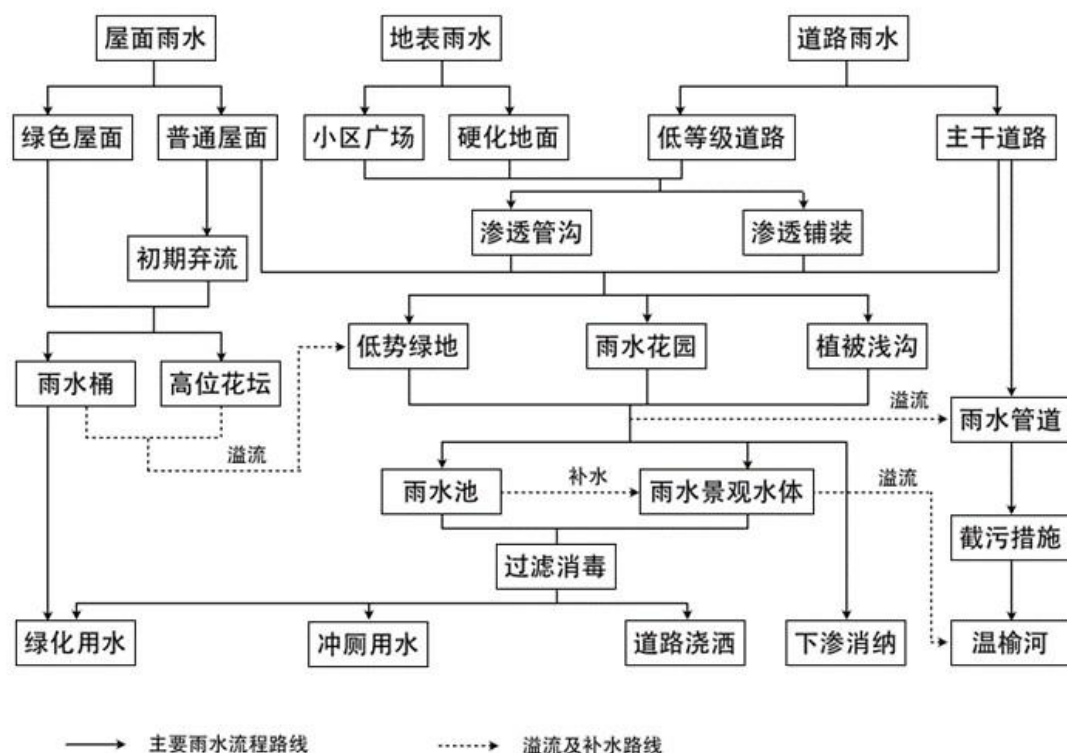 屋面雨水
地表雨水
道路雨水
绿色屋面
普通屋面
小区广场
硬化地面
低等级道路
主干道路
渗透管沟
渗透铺装
初期弃流
低势绿地
雨水花园
植被浅沟
雨水桶
高位花坛
溢流
雨水管道
溢流
雨水池
补水
雨水景观水体
溢流
截污措施
过滤消毒
绿化用水
冲厕用水
道路浇洒
下渗消纳
温榆河
主要雨水流程路线
溢流及补水路线